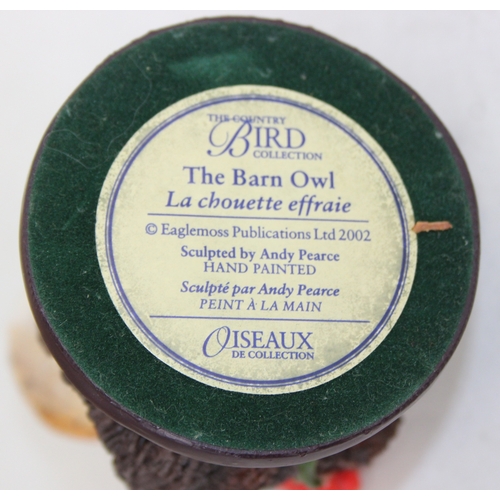 THE COUNTRY
BIRD
COLLECTION
The Barn Owl
La chouette effraie
© Eaglemoss Publications Ltd 2002
Sculpted by Andy Pearce
HAND PAINTED
Sculpté par Andy Pearce
PEINT À LA MAIN
OISEAUX
DE COLLECTION